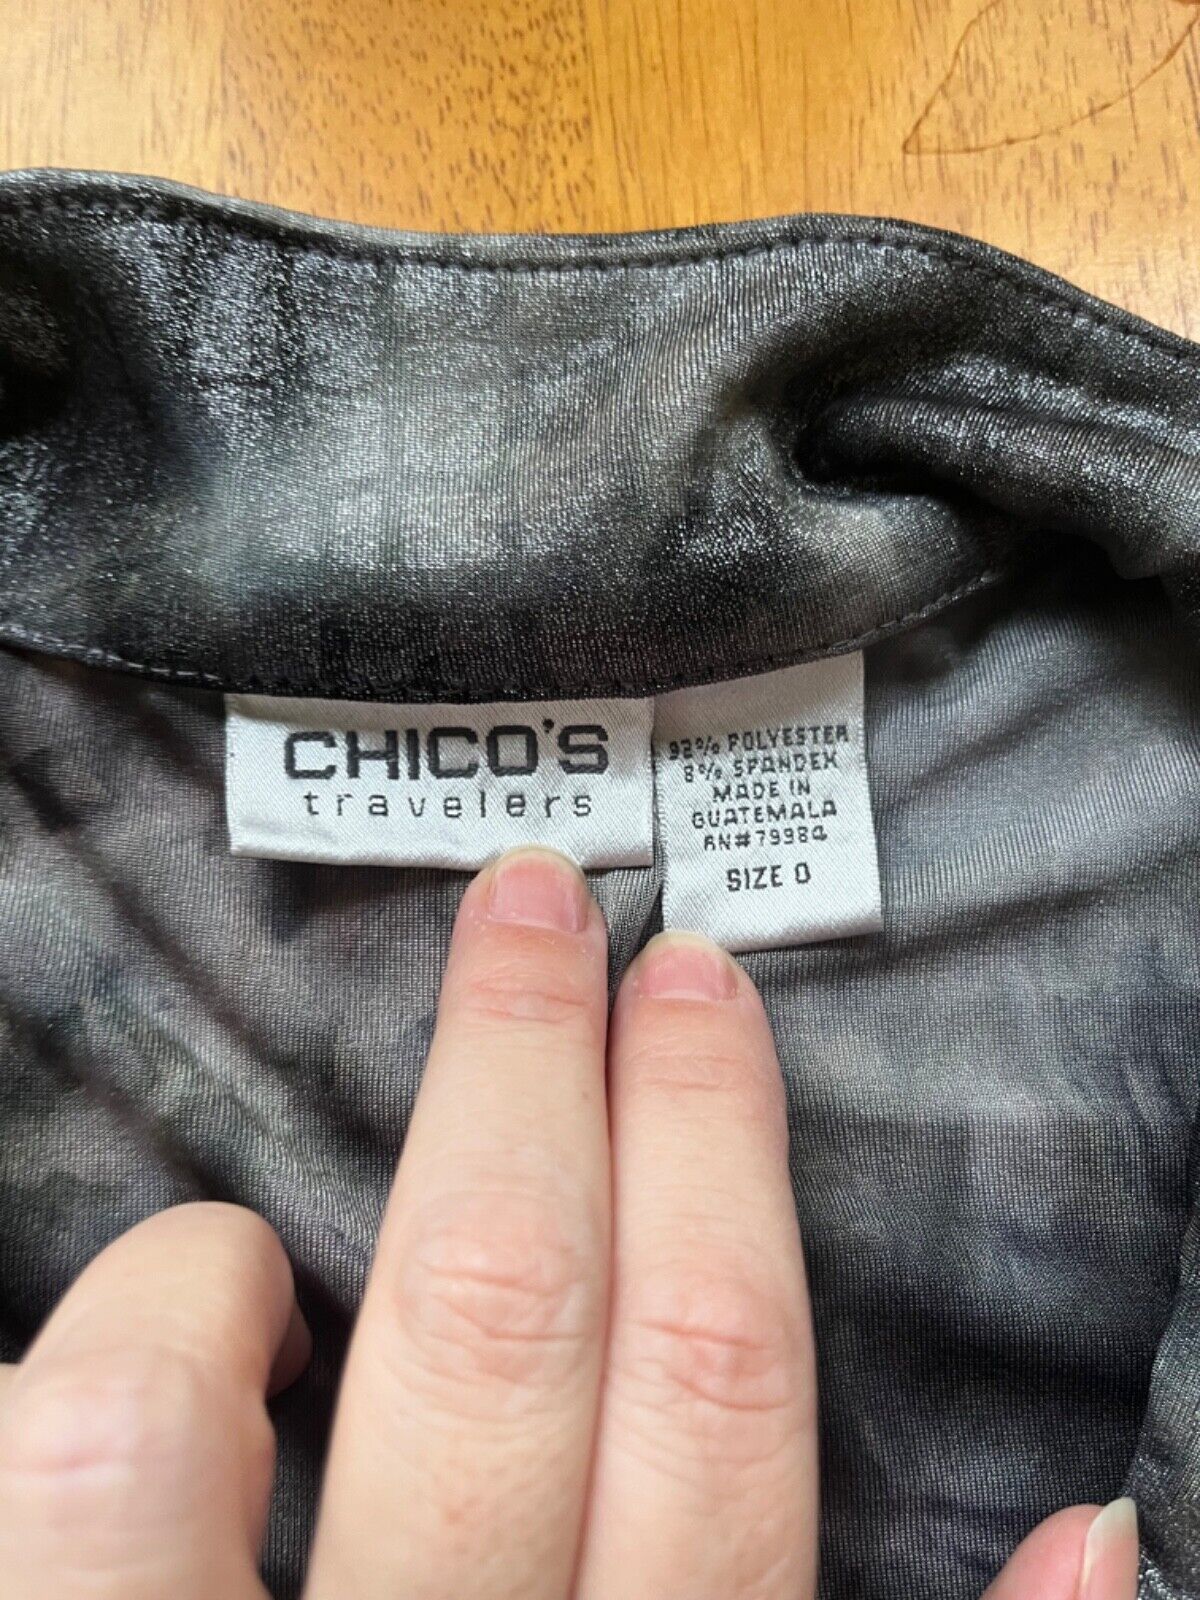 CHICO'S
travelers
92% POLYESTER
8% SPANDEX
MADE IN
GUATEMALA
RN#79984
SIZE 0